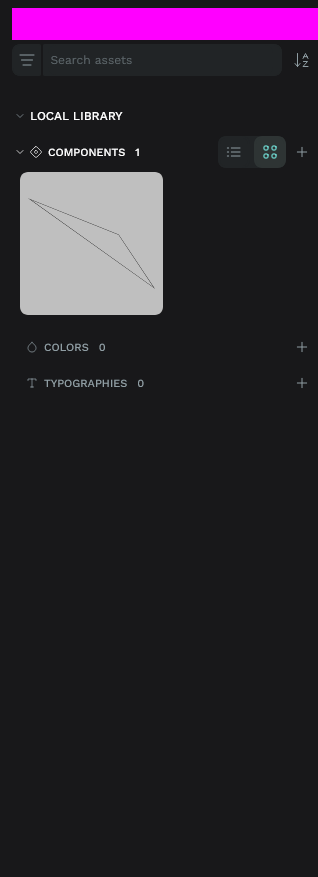 Search assets
LOCAL LIBRARY
COMPONENTS 1
COLORS 0
TYPOGRAPHIES 0